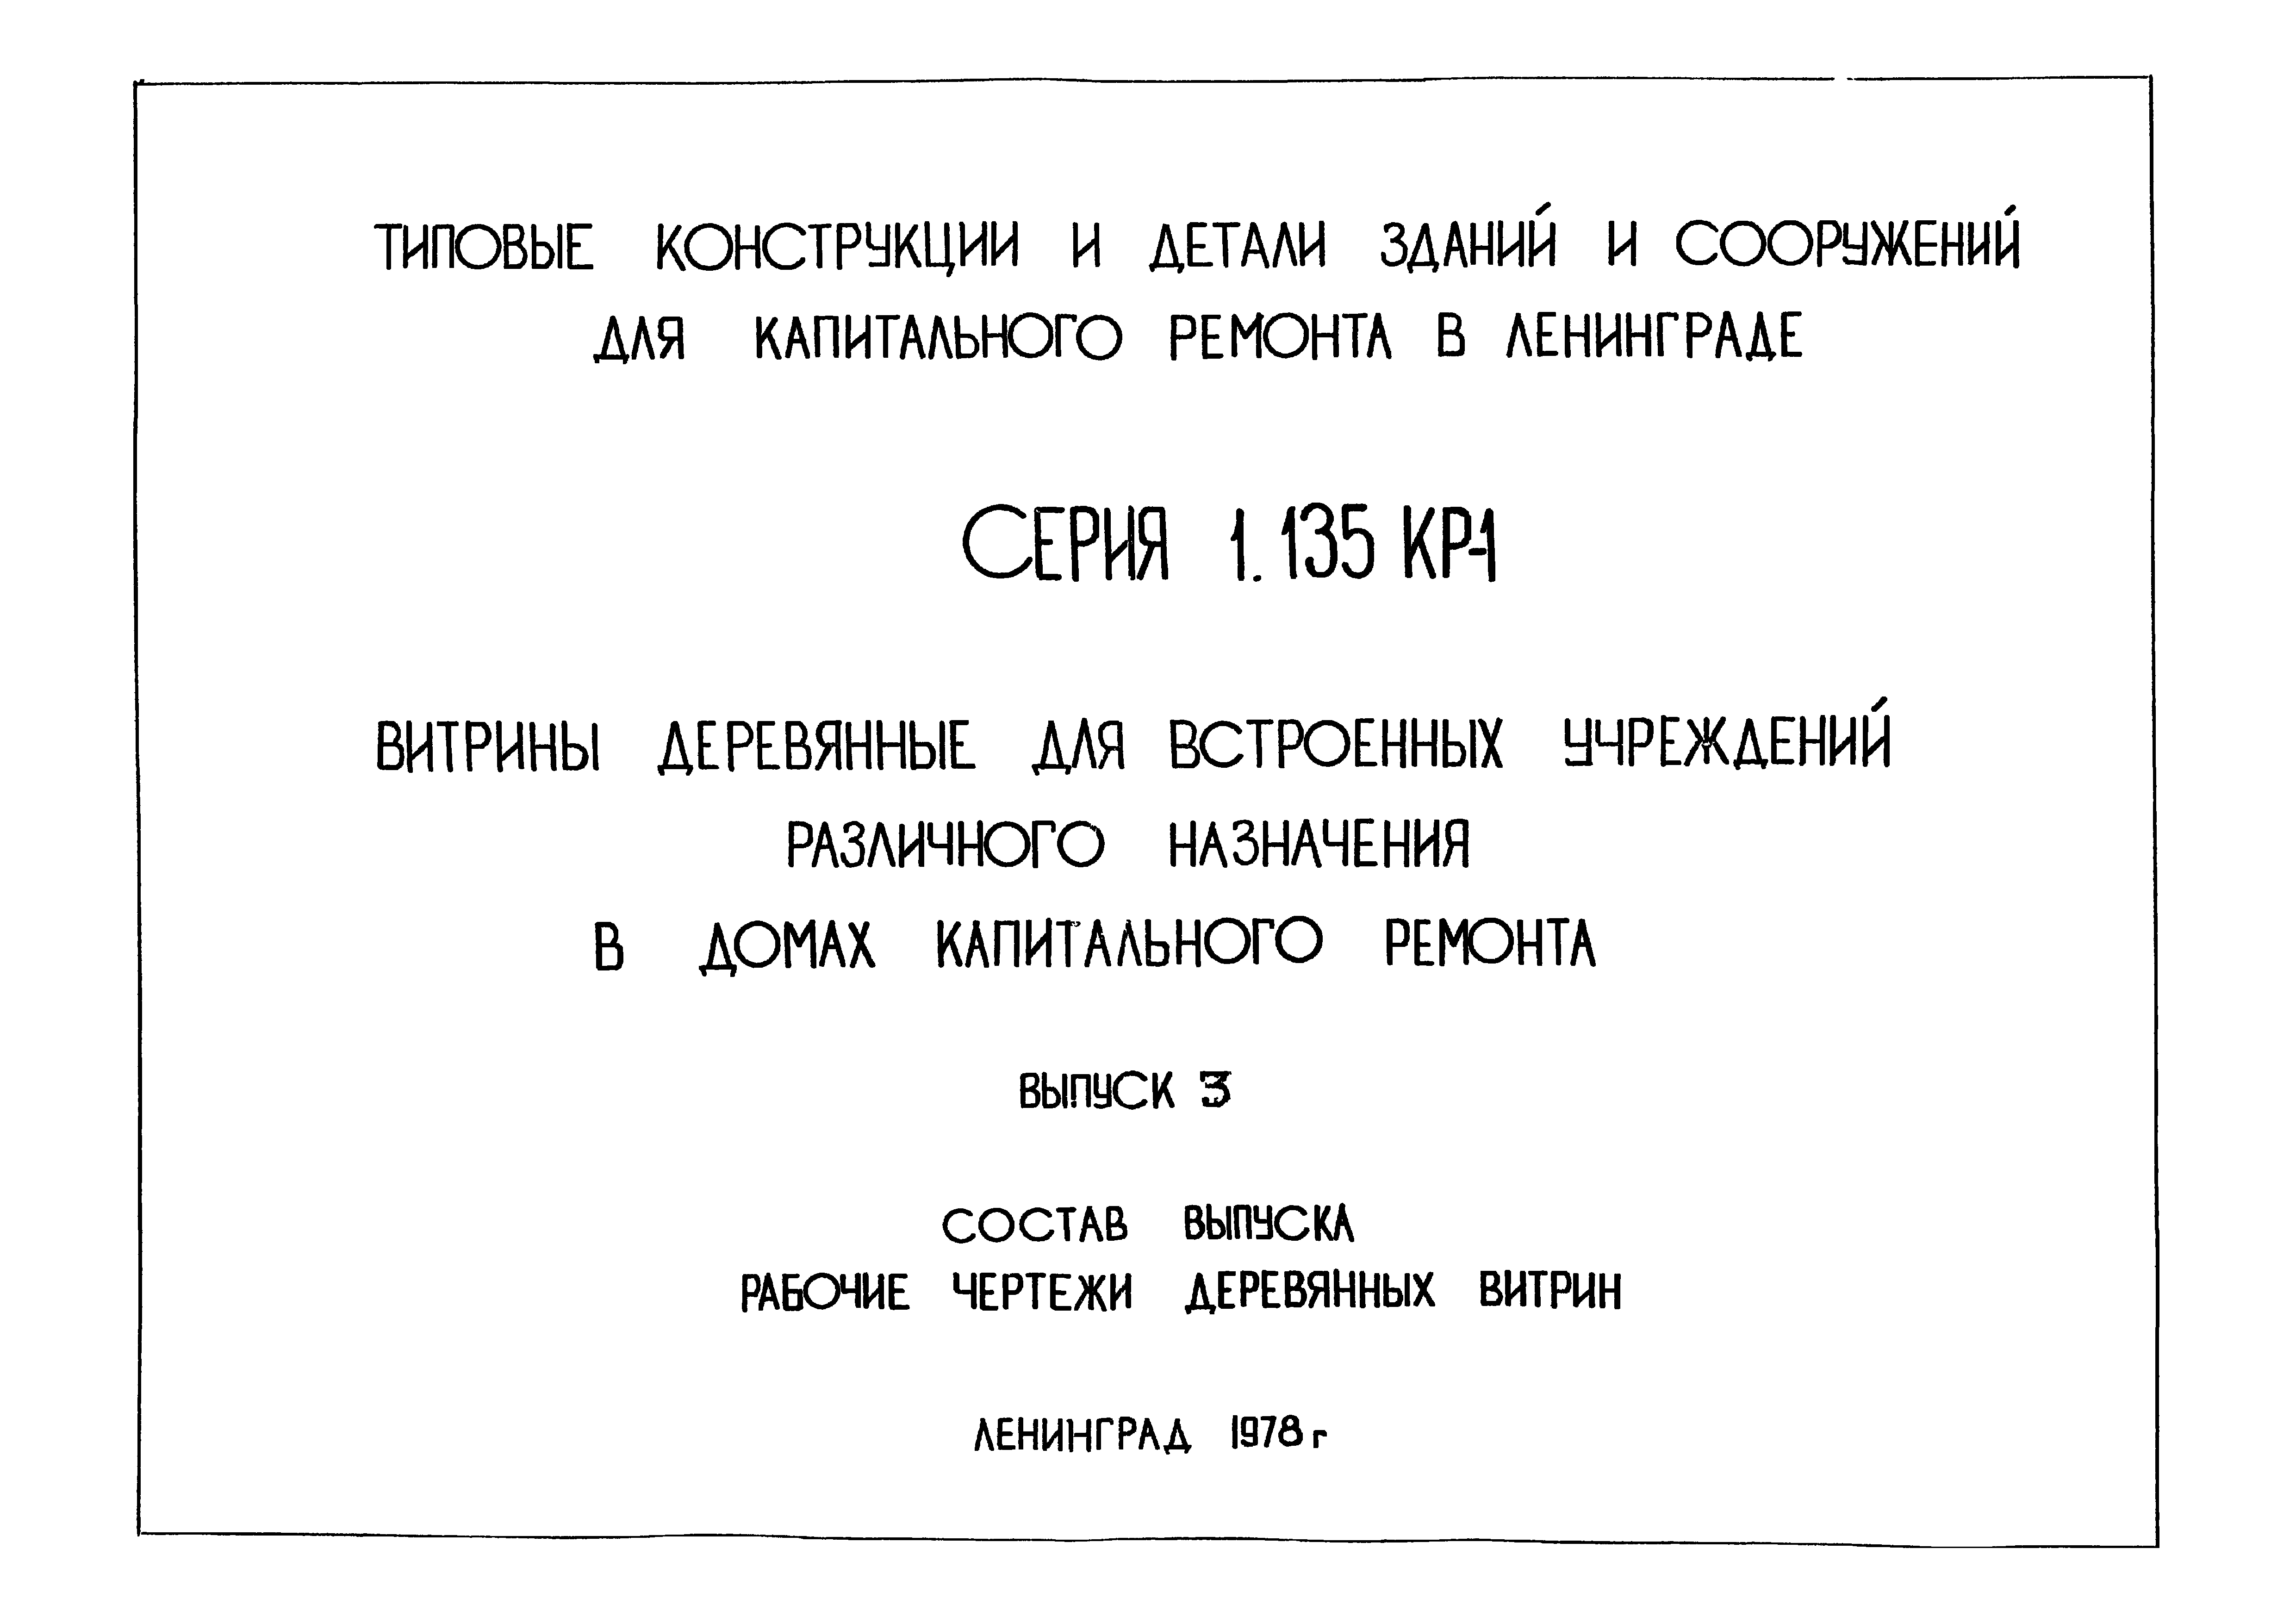 ТИПОВЫЕ КОНСТРУКЦИИ И ДЕТАЛИ ЗДАНИЙ И СООРУЖЕНИЙ
ДЛЯ КАПИТАЛЬНОГО РЕМОНТА В ЛЕНИНГРАДЕ
СЕРИЯ 1.135 КР-1
ВИТРИНЫ ДЕРЕВЯННЫЕ ДЛЯ ВСТРОЕННЫХ УЧРЕЖДЕНИЙ
РАЗЛИЧНОГО НАЗНАЧЕНИЯ
В ДОМАХ КАПИТАЛЬНОГО РЕМОНТА
ВЫПУСК 3
СОСТАВ ВЫПУСКА
РАБОЧИЕ ЧЕРТЕЖИ ДЕРЕВЯННЫХ ВИТРИН
ЛЕНИНГРАД 1978 г